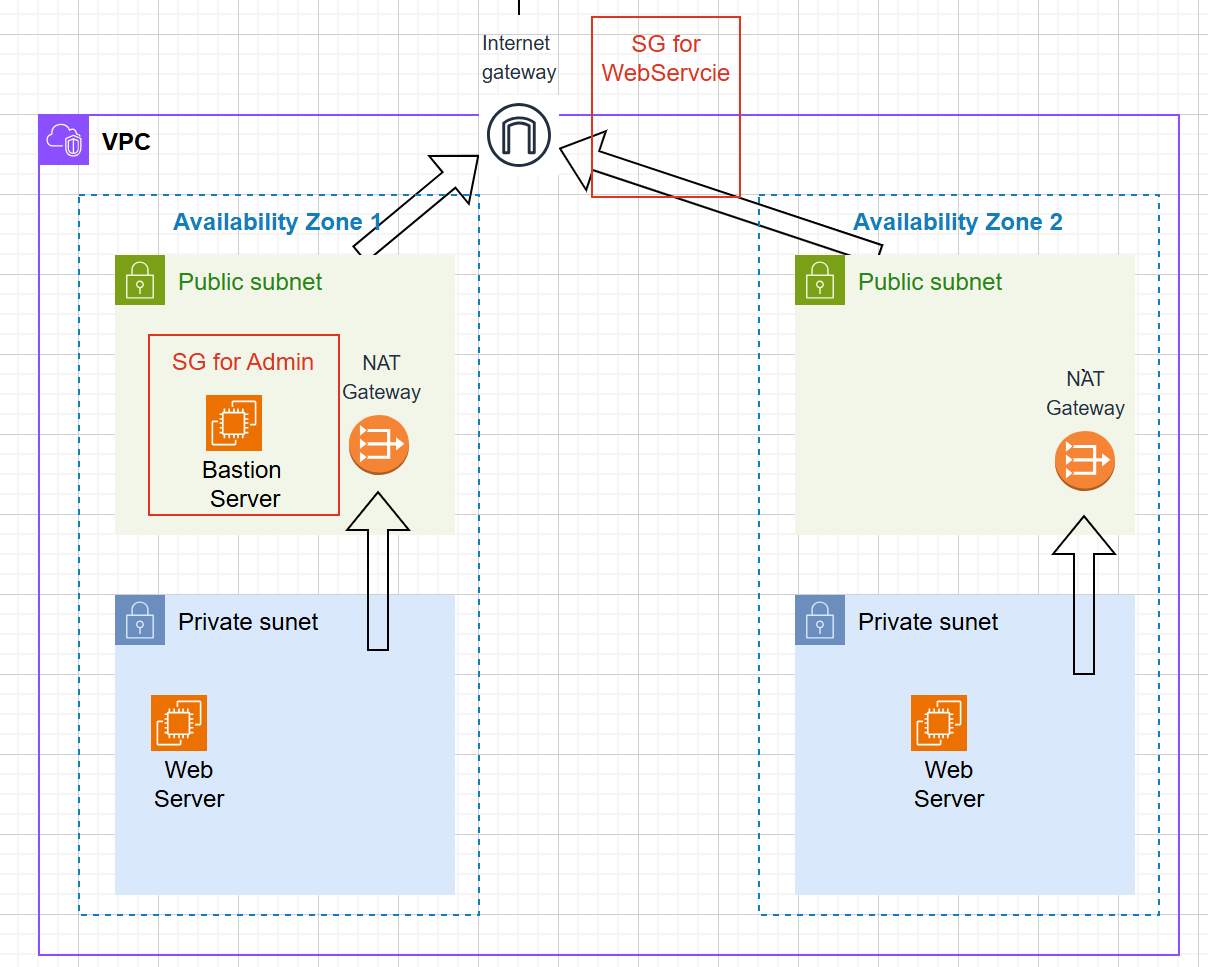 Internet
gateway
SG for
WebServcie
VPC
Availability Zone 1
Public subnet
SG for Admin
Bastion
Server
NAT
Gateway
Private sunet
Web
Server
Availability Zone 2
Public subnet
NAT
Gateway
Private sunet
Web
Server